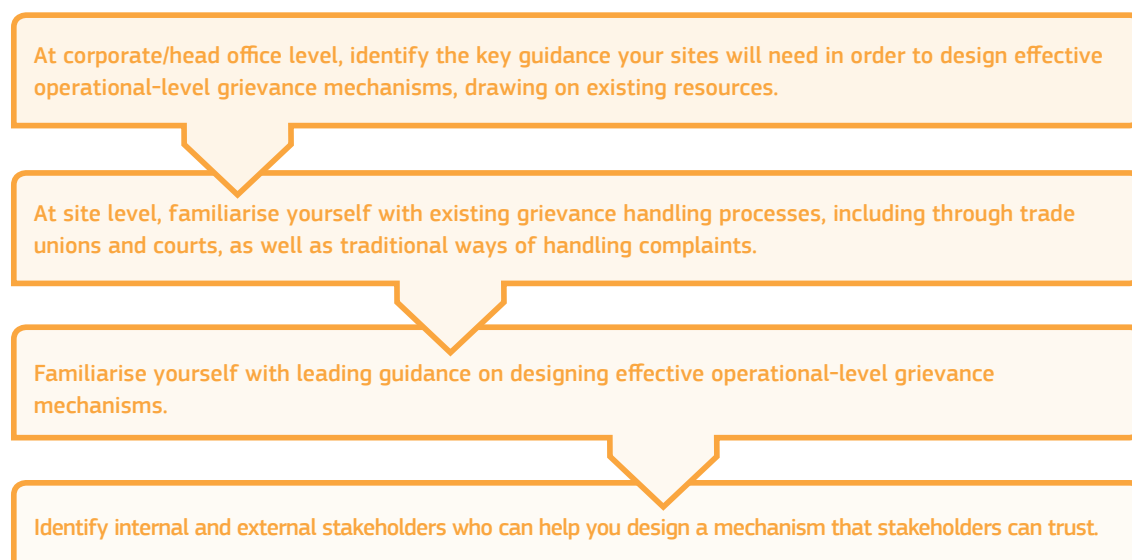 At corporate/head office level, identify the key guidance your sites will need in order to design effective
operational-level grievance mechanisms, drawing on existing resources.
At site level, familiarise yourself with existing grievance handling processes, including through trade
unions and courts, as well as traditional ways of handling complaints.
Familiarise yourself with leading guidance on designing effective operational-level grievance
mechanisms.
Identify internal and external stakeholders who can help you design a mechanism that stakeholders can trust.